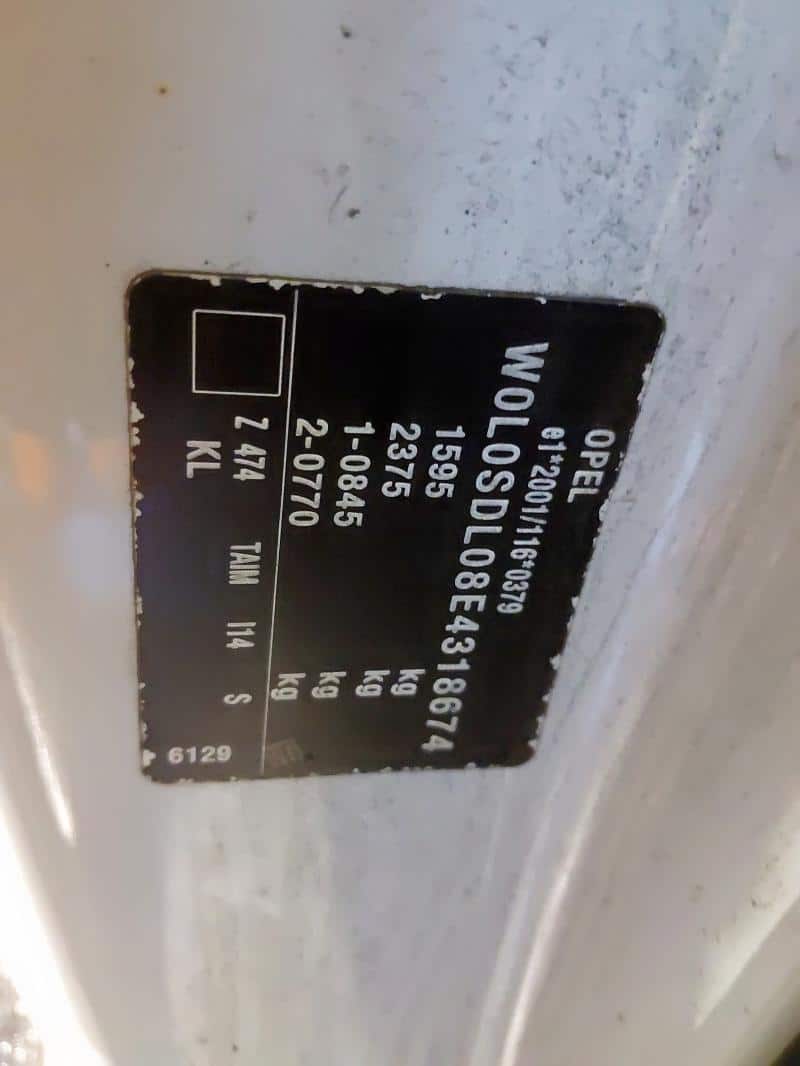 OPEL
e1*2001/116*0379
W0L0SDL08E4318674
1595 kg
2375 kg
1-0845 kg
2-0770 kg
Z 474 TAIM I14 S
KL
6129